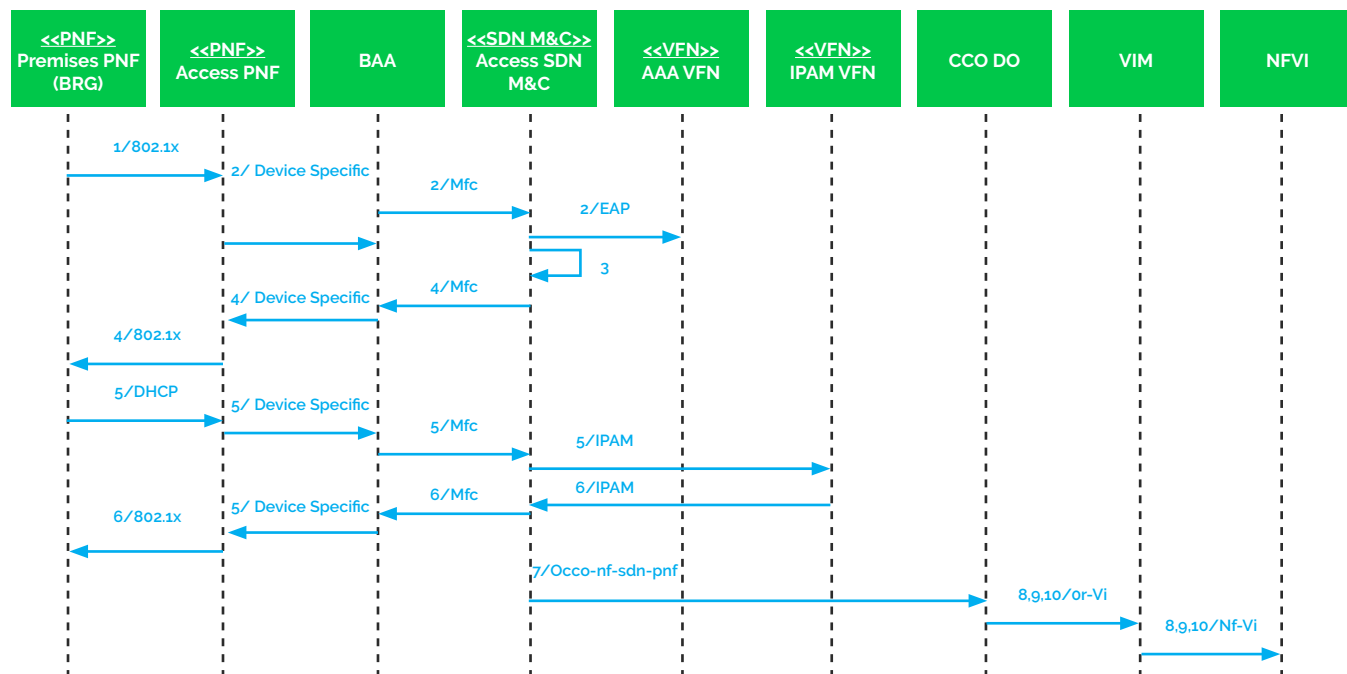 <<PNF>>
Premises PNF
(BRG)
<<PNF>>
Access PNF
BAA
<<SDN M&C>>
Access SDN
M&C
<<VFN>>
AAA VFN
<<VFN>>
IPAM VFN
CCO DO
VIM
NFVI
1/802.1x
2/ Device Specific
2/Mfc
2/EAP
3
4/Mfc
4/ Device Specific
4/802.1x
5/DHCP
5/ Device Specific
5/Mfc
5/IPAM
6/IPAM
6/Mfc
5/ Device Specific
6/802.1x
7/Occo-nf-sdn-pnf
8,9,10/0r-Vi
8,9,10/Nf-Vi